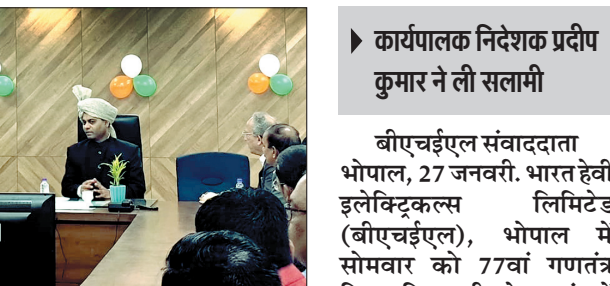 कार्यपालक निदेशक प्रदीप
कुमार ने ली सलामी
बीएचईएल संवाददाता
भोपाल, 27 जनवरी. भारत हेवी
इलेक्ट्रिकल्स लिमिटेड
(बीएचईएल), भोपाल में
सोमवार को 77वां गणतंत्र